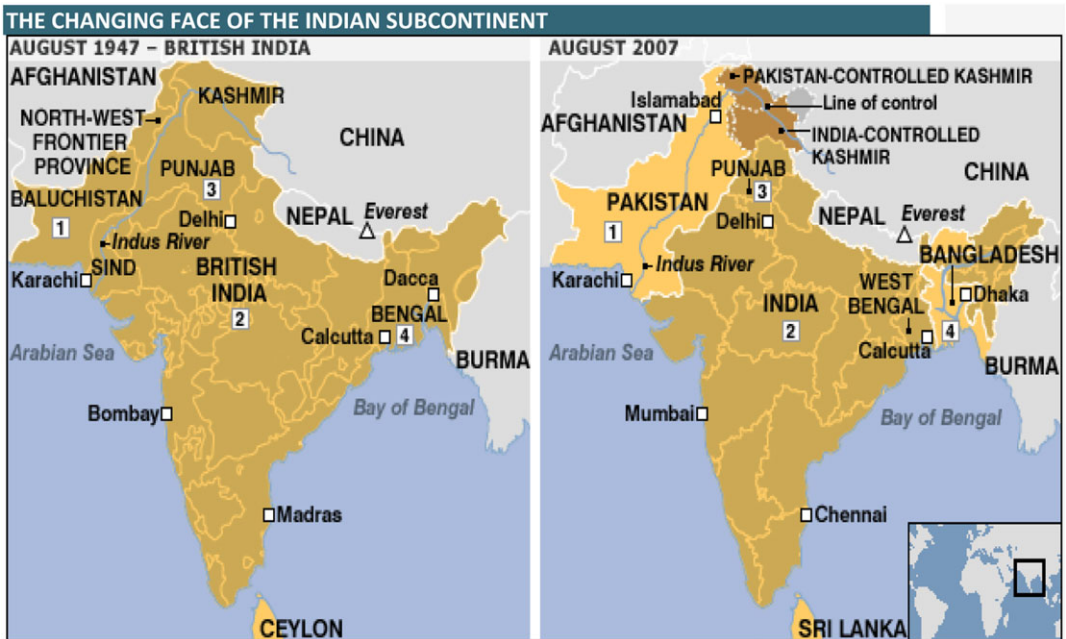 THE CHANGING FACE OF THE INDIAN SUBCONTINENT
AUGUST 1947 – BRITISH INDIA
AFGHANISTAN
KASHMIR
NORTH-WEST
FRONTIER
PROVINCE
CHINA
PUNJAB
3
BALUCHISTAN
1
Delhi
NEPAL
Everest
Indus River
Karachi
SIND
BRITISH
INDIA
2
Dacca
BENGAL
4
Calcutta
Arabian Sea
BURMA
Bombay
Bay of Bengal
Madras
CEYLON
AUGUST 2007
PAKISTAN-CONTROLLED KASHMIR
Islamabad
Line of control
AFGHANISTAN
INDIA-CONTROLLED
KASHMIR
PUNJAB
3
CHINA
PAKISTAN
1
Delhi
NEPAL
Everest
Indus River
BANGLADESH
Karachi
WEST
BENGAL
Dhaka
INDIA
2
4
Calcutta
Arabian Sea
BURMA
Mumbai
Bay of Bengal
Chennai
SRI LANKA